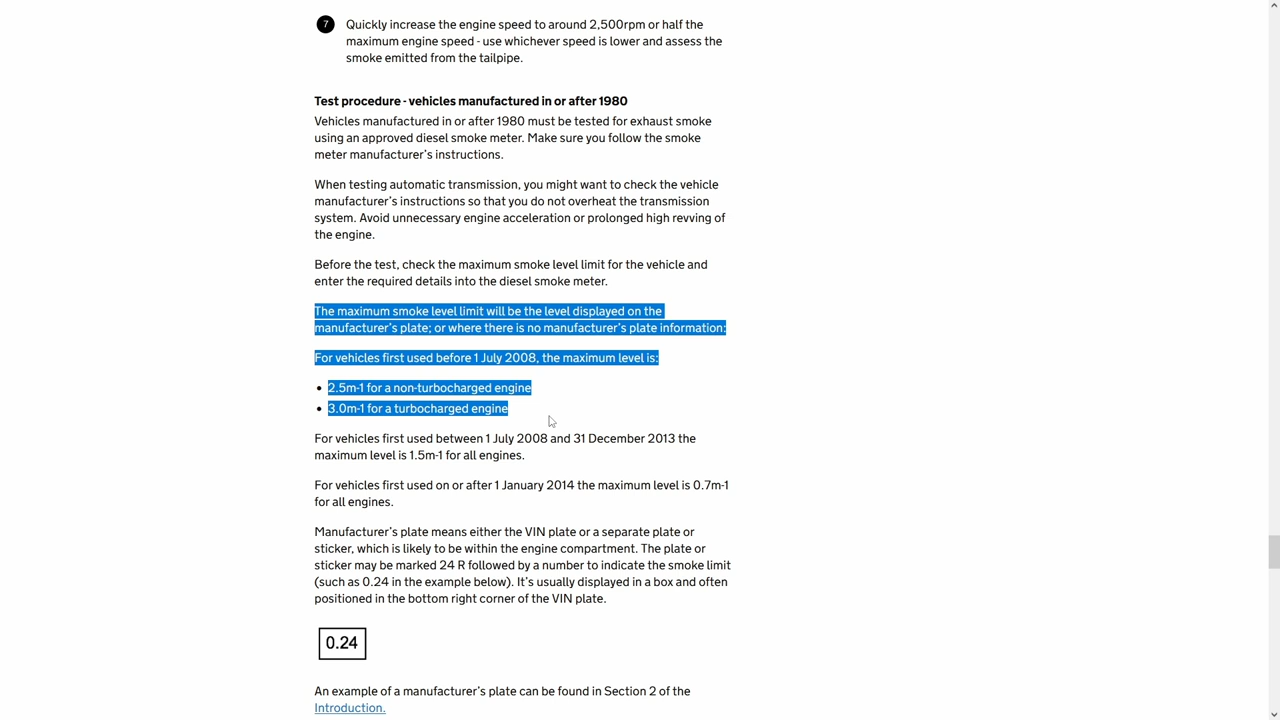 7 Quickly increase the engine speed to around 2,500rpm or half the
maximum engine speed - use whichever speed is lower and assess the
smoke emitted from the tailpipe.
Test procedure - vehicles manufactured in or after 1980
Vehicles manufactured in or after 1980 must be tested for exhaust smoke
using an approved diesel smoke meter. Make sure you follow the smoke
meter manufacturer's instructions.
When testing automatic transmission, you might want to check the vehicle
manufacturer's instructions so that you do not overheat the transmission
system. Avoid unnecessary engine acceleration or prolonged high revving of
the engine.
Before the test, check the maximum smoke level limit for the vehicle and
enter the required details into the diesel smoke meter.
The maximum smoke level limit will be the level displayed on the
manufacturer's plate; or where there is no manufacturer's plate information:
For vehicles first used before 1 July 2008, the maximum level is:
• 2.5m-1 for a non-turbocharged engine
• 3.0m-1 for a turbocharged engine
For vehicles first used between 1 July 2008 and 31 December 2013 the
maximum level is 1.5m-1 for all engines.
For vehicles first used on or after 1 January 2014 the maximum level is 0.7m-1
for all engines.
Manufacturer's plate means either the VIN plate or a separate plate or
sticker, which is likely to be within the engine compartment. The plate or
sticker may be marked 24 R followed by a number to indicate the smoke limit
(such as 0.24 in the example below). It's usually displayed in a box and often
positioned in the bottom right corner of the VIN plate.
0.24
An example of a manufacturer's plate can be found in Section 2 of the
Introduction.